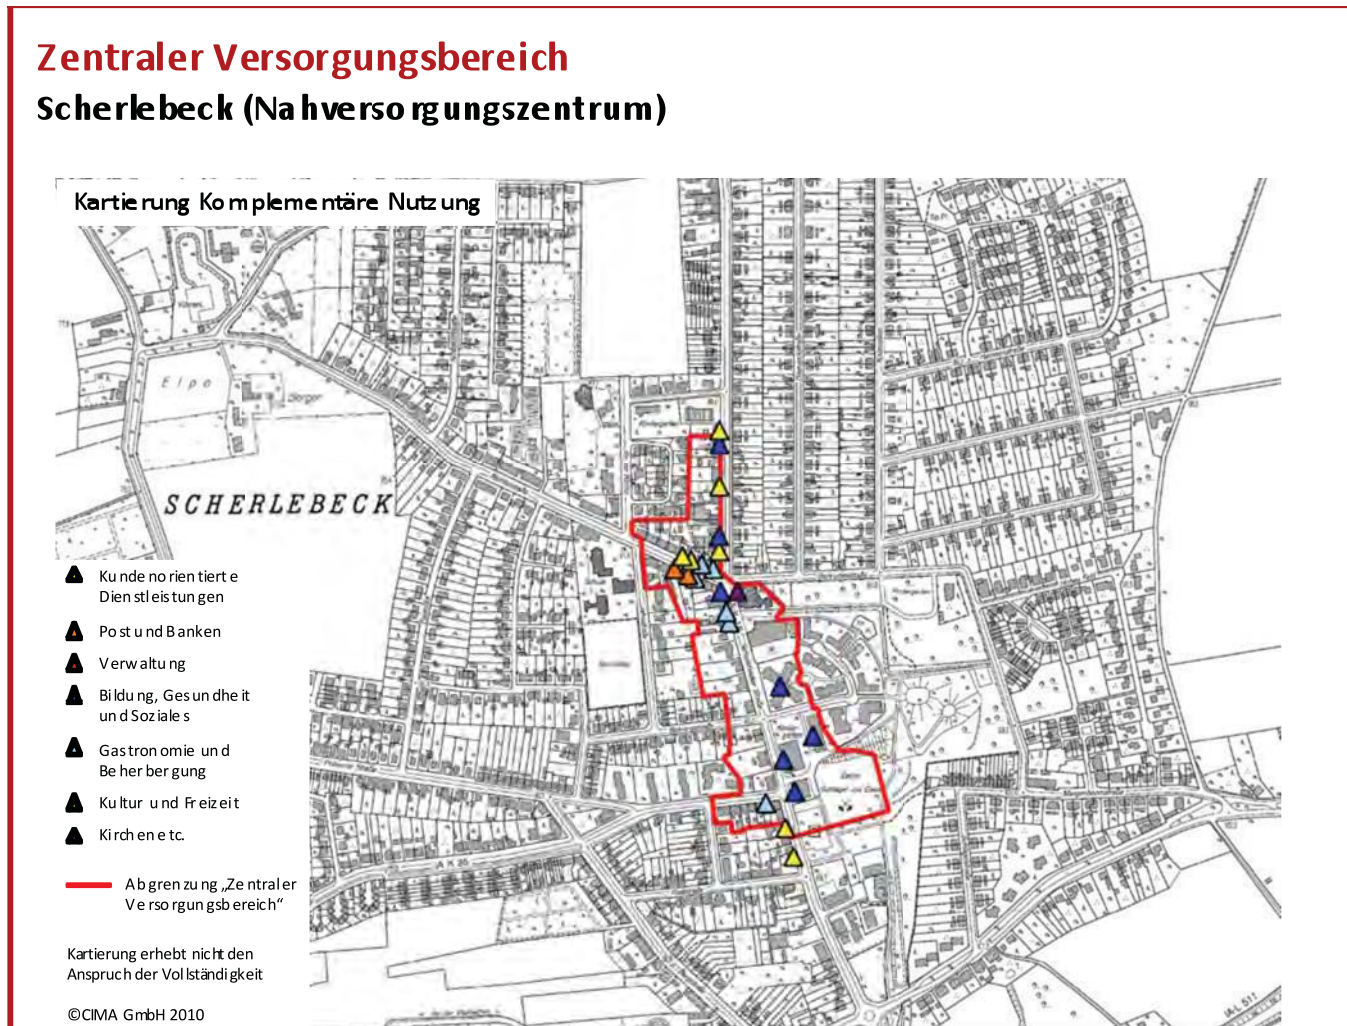 Zentraler Versorgungsbereich
Scherlebeck (Nahversorgungszentrum)
Kartierung Komplementäre Nutzung
SCHERLEBECK
Kundenorientierte
Dienstleistungen
Post und Banken
Verwaltung
Bildung, Gesundheit
und Soziales
Gastronomie und
Beherbergung
Kultur und Freizeit
Kirchen etc.
Abgrenzung „Zentraler
Versorgungsbereich“
Kartierung erhebt nicht den
Anspruch der Vollständigkeit
©CIMA GmbH 2010